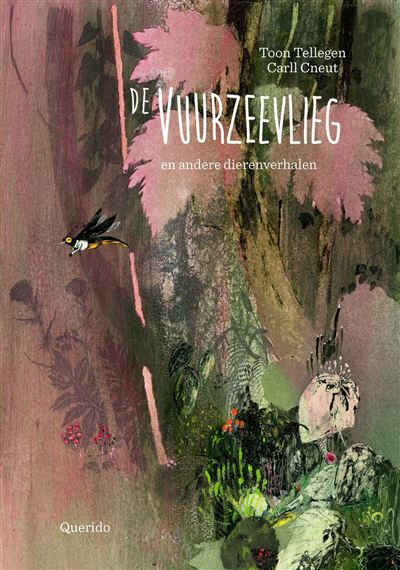 Toon Tellegen
Carll Cneut
DE VUURZEEVLIEG
en andere dierenverhalen
Querido